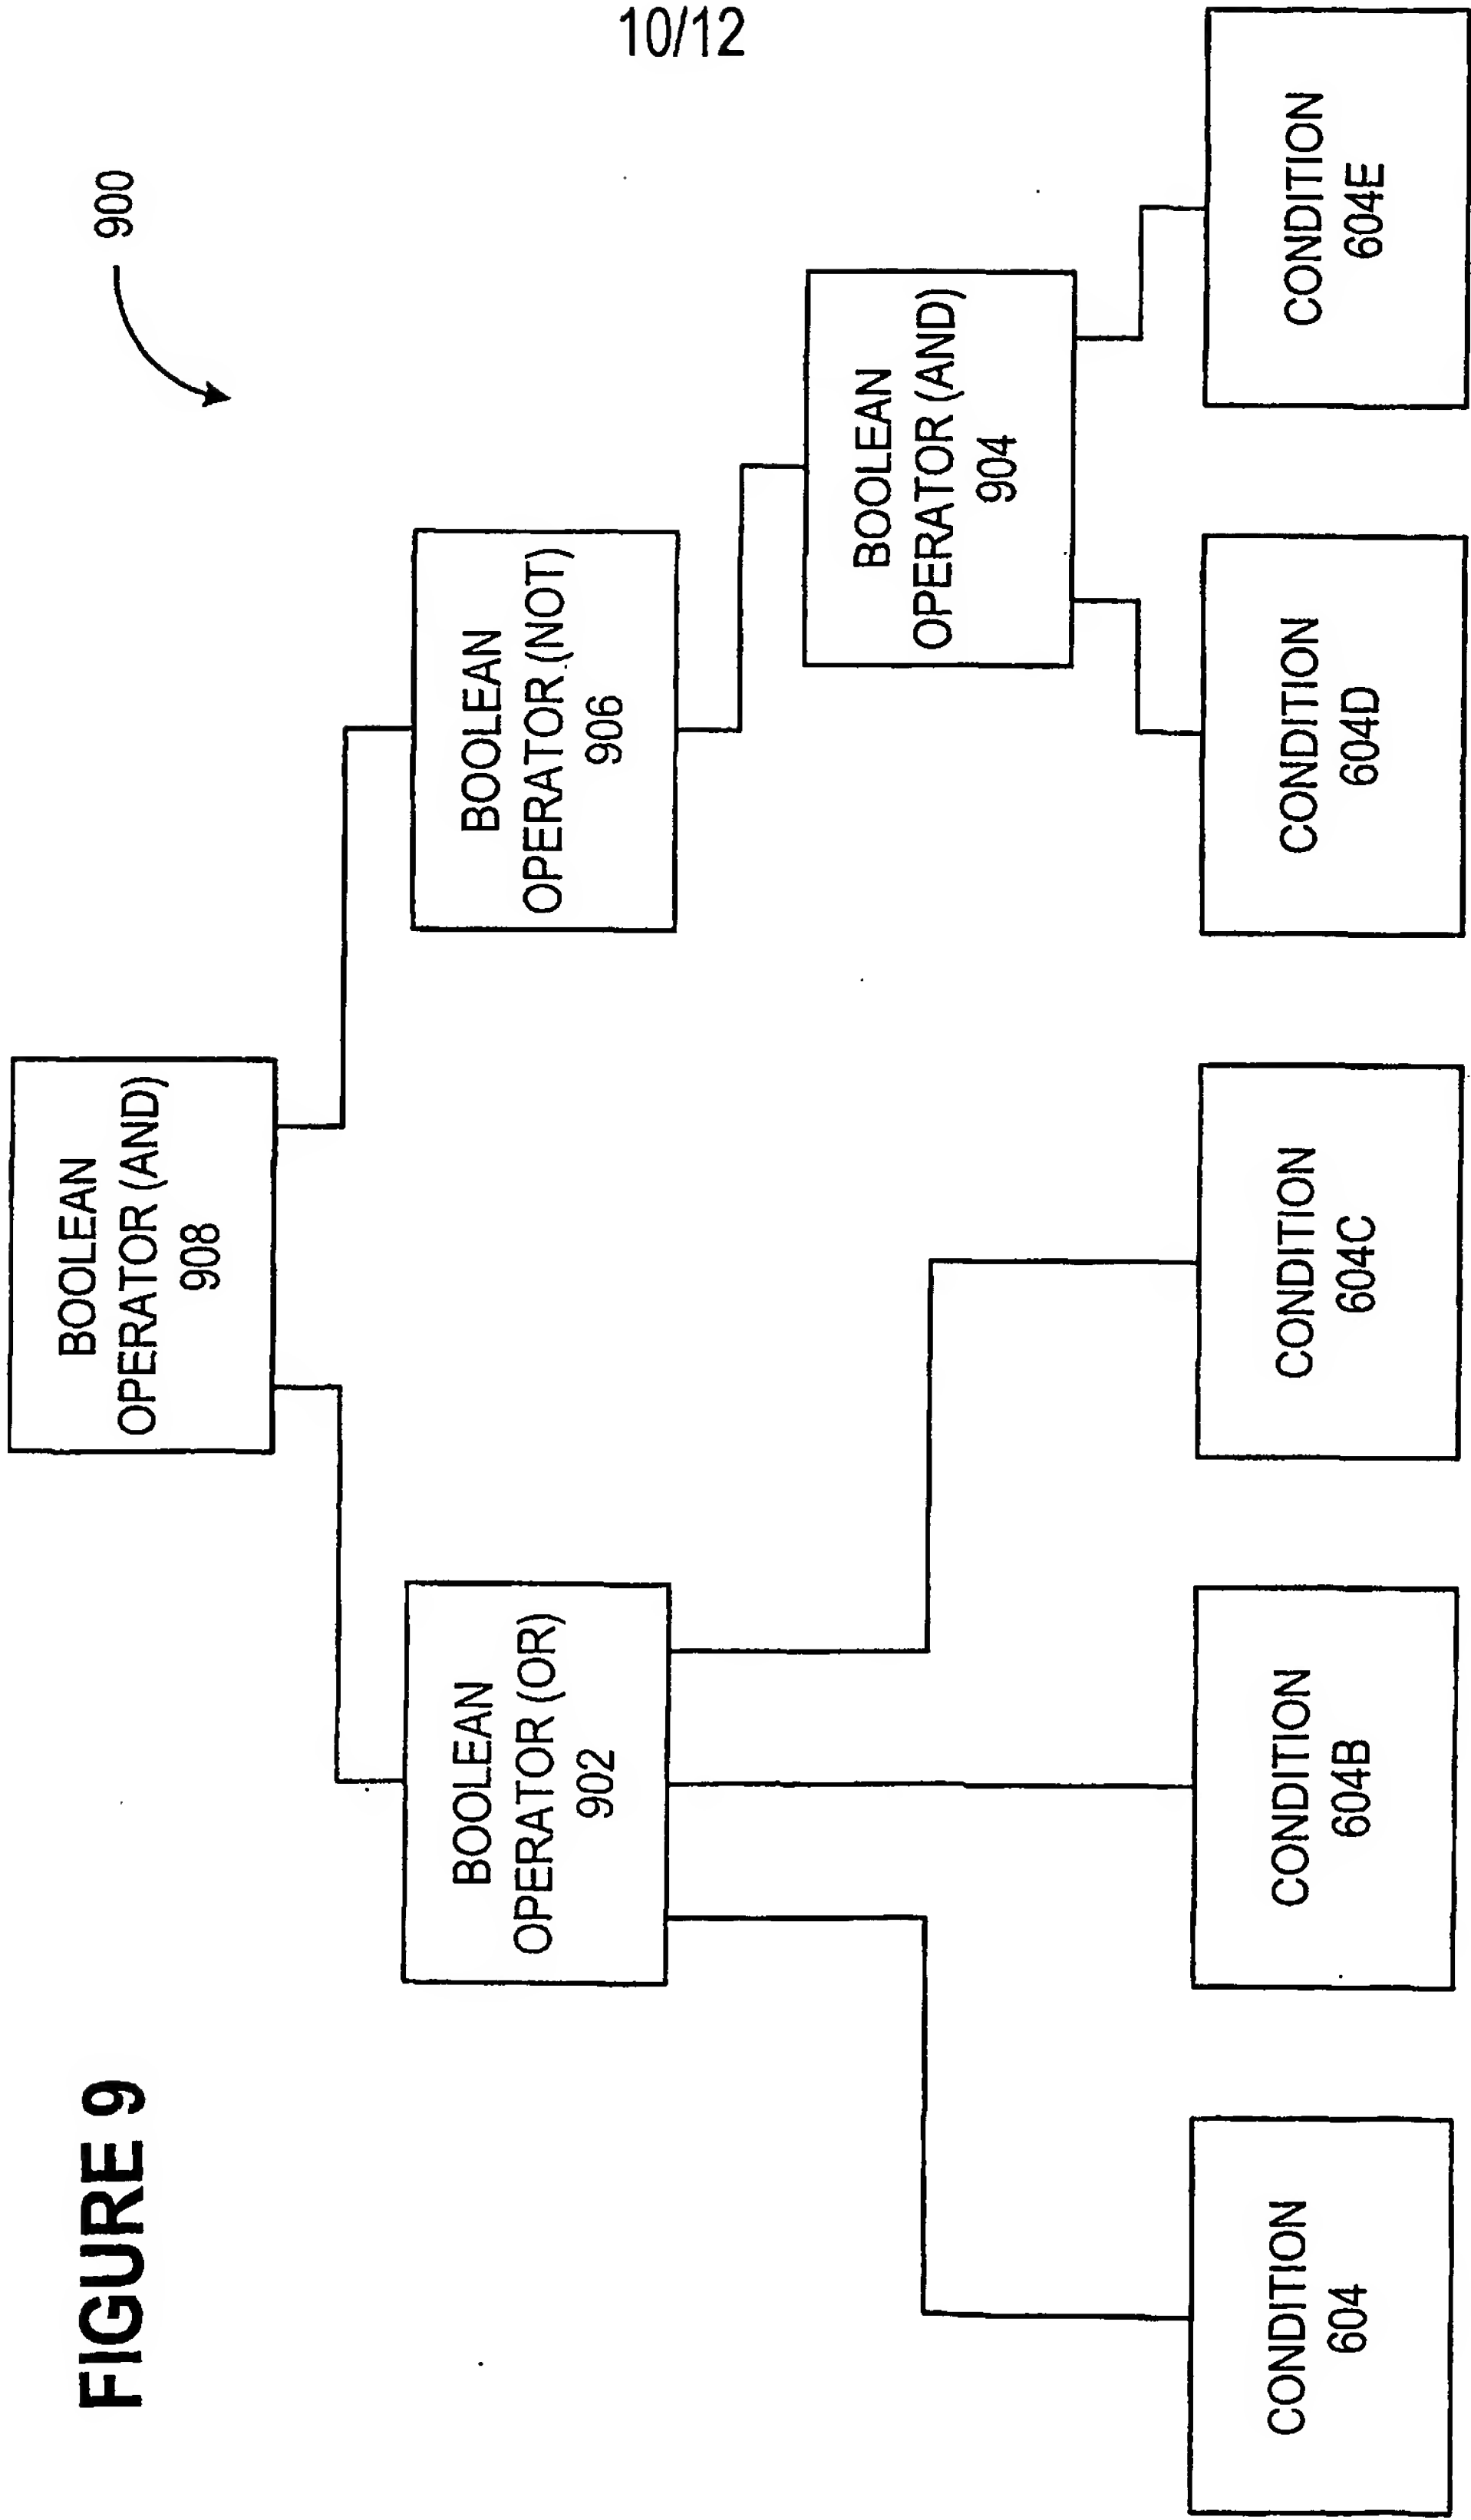 10/12
FIGURE 9
900
BOOLEAN
OPERATOR (AND)
908
BOOLEAN
OPERATOR (OR)
902
BOOLEAN
OPERATOR (NOT)
906
BOOLEAN
OPERATOR (AND)
904
CONDITION
604
CONDITION
604B
CONDITION
604C
CONDITION
604D
CONDITION
604E